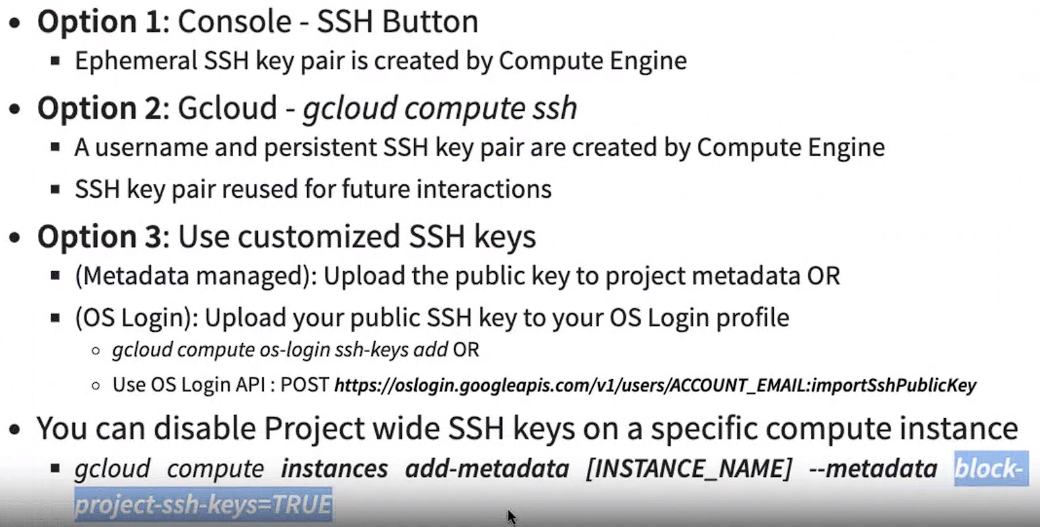 • Option 1: Console - SSH Button
▪ Ephemeral SSH key pair is created by Compute Engine
• Option 2: Gcloud - gcloud compute ssh
▪ A username and persistent SSH key pair are created by Compute Engine
▪ SSH key pair reused for future interactions
• Option 3: Use customized SSH keys
▪ (Metadata managed): Upload the public key to project metadata OR
▪ (OS Login): Upload your public SSH key to your OS Login profile
○ gcloud compute os-login ssh-keys add OR
○ Use OS Login API : POST https://oslogin.googleapis.com/v1/users/ACCOUNT_EMAIL:importSshPublicKey
• You can disable Project wide SSH keys on a specific compute instance
▪ gcloud compute instances add-metadata [INSTANCE_NAME] --metadata block-
project-ssh-keys=TRUE